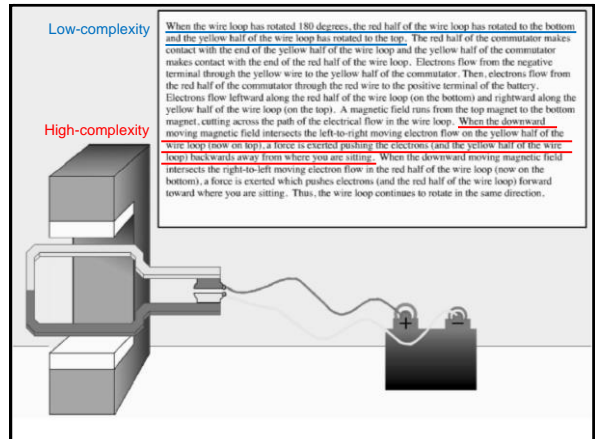 Low-complexity
High-complexity
When the wire loop has rotated 180 degrees, the red half of the wire loop has rotated to the bottom
and the yellow half of the wire loop has rotated to the top. The red half of the commutator makes
contact with the end of the yellow half of the wire loop and the yellow half of the commutator
makes contact with the end of the red half of the wire loop. Electrons flow from the negative
terminal through the yellow wire to the yellow half of the commutator. Then, electrons flow from
the red half of the commutator through the red wire to the positive terminal of the battery.
Electrons flow leftward along the red half of the wire loop (on the bottom) and rightward along the
yellow half of the wire loop (on the top). A magnetic field runs from the top magnet to the bottom
magnet, cutting across the path of the electrical flow in the wire loop. When the downward
moving magnetic field intersects the left-to-right moving electron flow on the yellow half of the
wire loop (now on top), a force is exerted pushing the electrons (and the yellow half of the wire
loop) backwards away from where you are sitting. When the downward moving magnetic field
intersects the right-to-left moving electron flow in the red half of the wire loop (now on the
bottom), a force is exerted which pushes electrons (and the red half of the wire loop) forward
toward where you are sitting. Thus, the wire loop continues to rotate in the same direction.
+ −